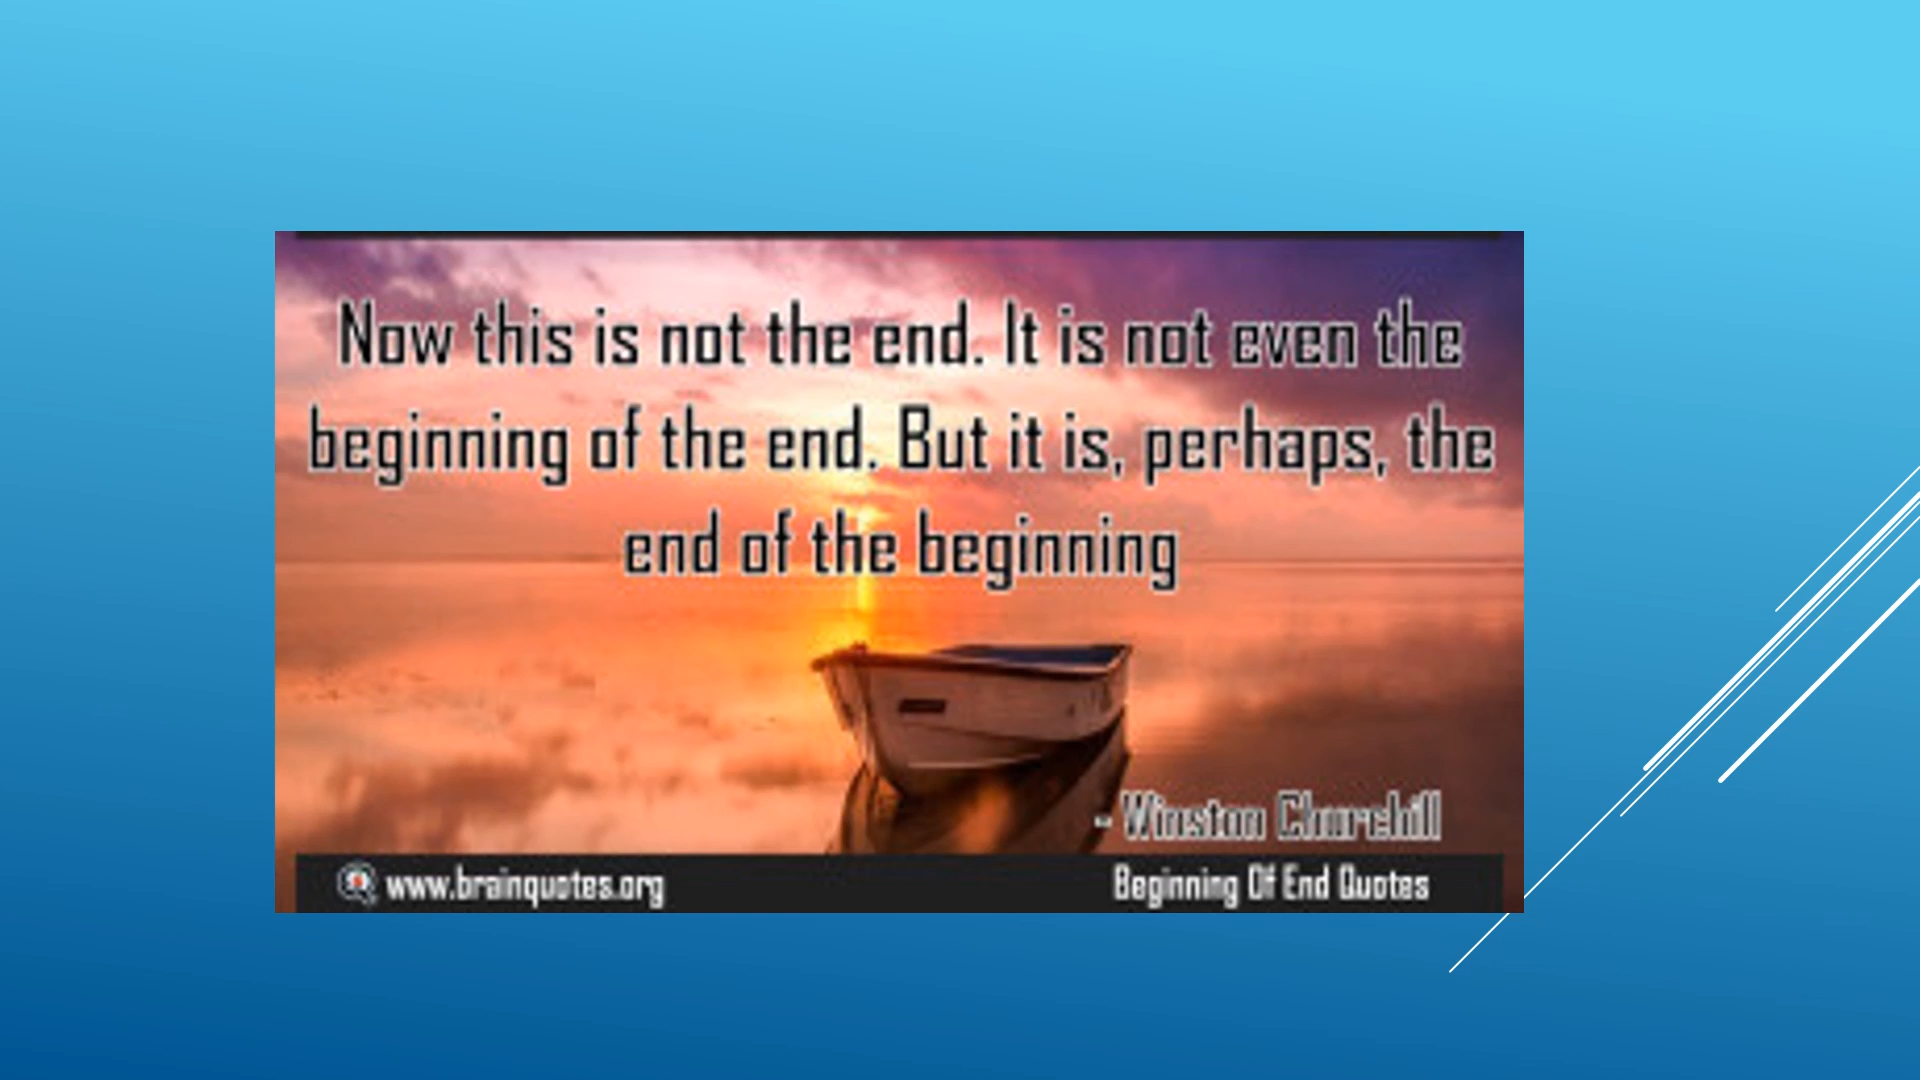 Now this is not the end. It is not even the
beginning of the end. But it is, perhaps, the
end of the beginning
- Winston Churchill
www.brainquotes.org
Beginning Of End Quotes